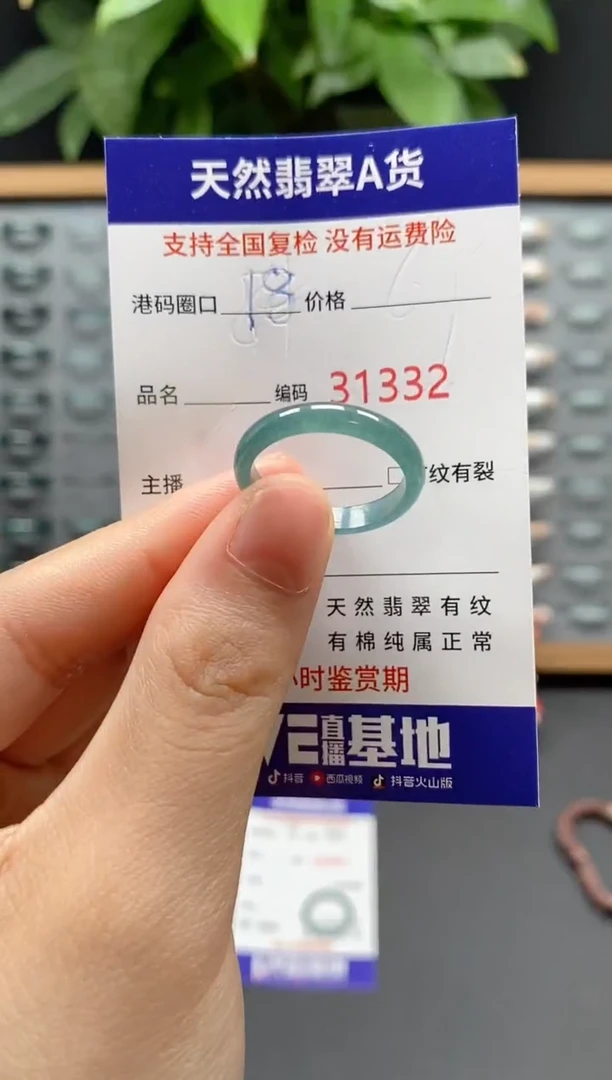 天然翡翠A货
支持全国复检 没有运费险
港码圈口 18 价格
品名 编码 31332
主播 纹有裂
天然翡翠有纹
有棉纯属正常
小时鉴赏期
VE直播基地
抖音 西瓜视频 抖音火山版